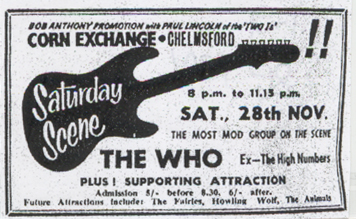 BOB ANTHONY PROMOTION with PAUL LINCOLN of the 'TWO Is'
CORN EXCHANGE • CHELMSFORD !!
Saturday
Scene
8 p.m. to 11.15 p.m.
SAT., 28th NOV.
THE MOST MOD GROUP ON THE SCENE
THE WHO Ex—The High Numbers
PLUS ! SUPPORTING ATTRACTION
Admission 5/- before 8.30, 6/- after.
Future Attractions include: The Fairies, Howling Wolf, The Animals